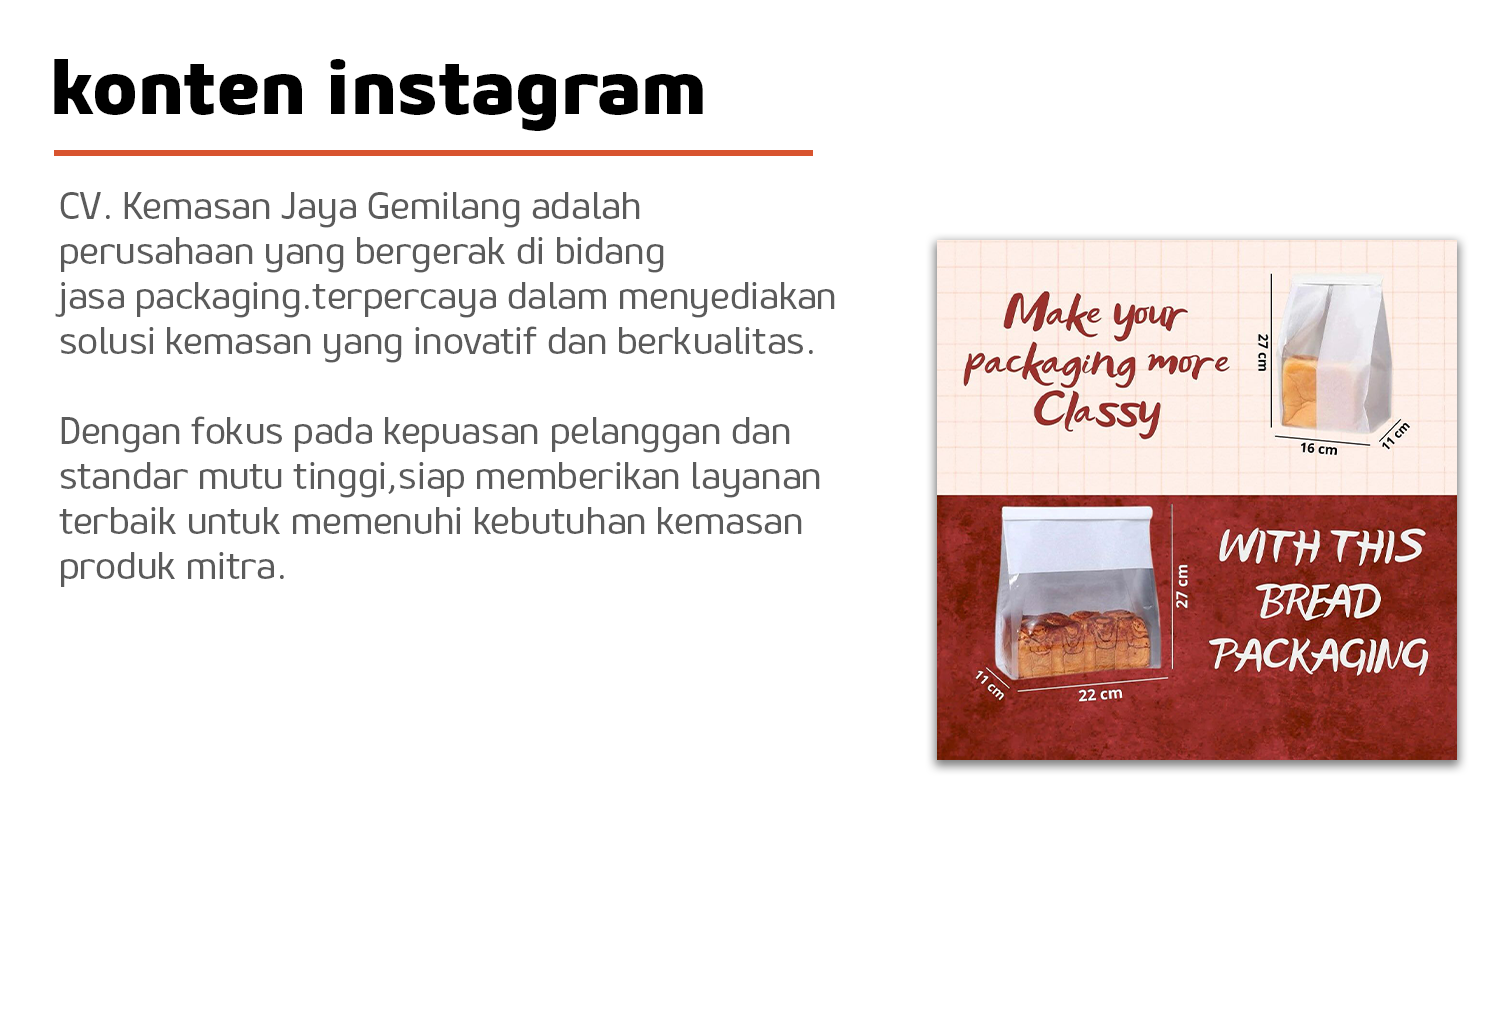 konten instagram
CV. Kemasan Jaya Gemilang adalah
perusahaan yang bergerak di bidang
jasa packaging.terpercaya dalam menyediakan
solusi kemasan yang inovatif dan berkualitas.
Dengan fokus pada kepuasan pelanggan dan
standar mutu tinggi,siap memberikan layanan
terbaik untuk memenuhi kebutuhan kemasan
produk mitra.
Make your
packaging more
Classy
27 cm
16 cm
11 cm
WITH THIS
BREAD
PACKAGING
27 cm
11 cm
22 cm